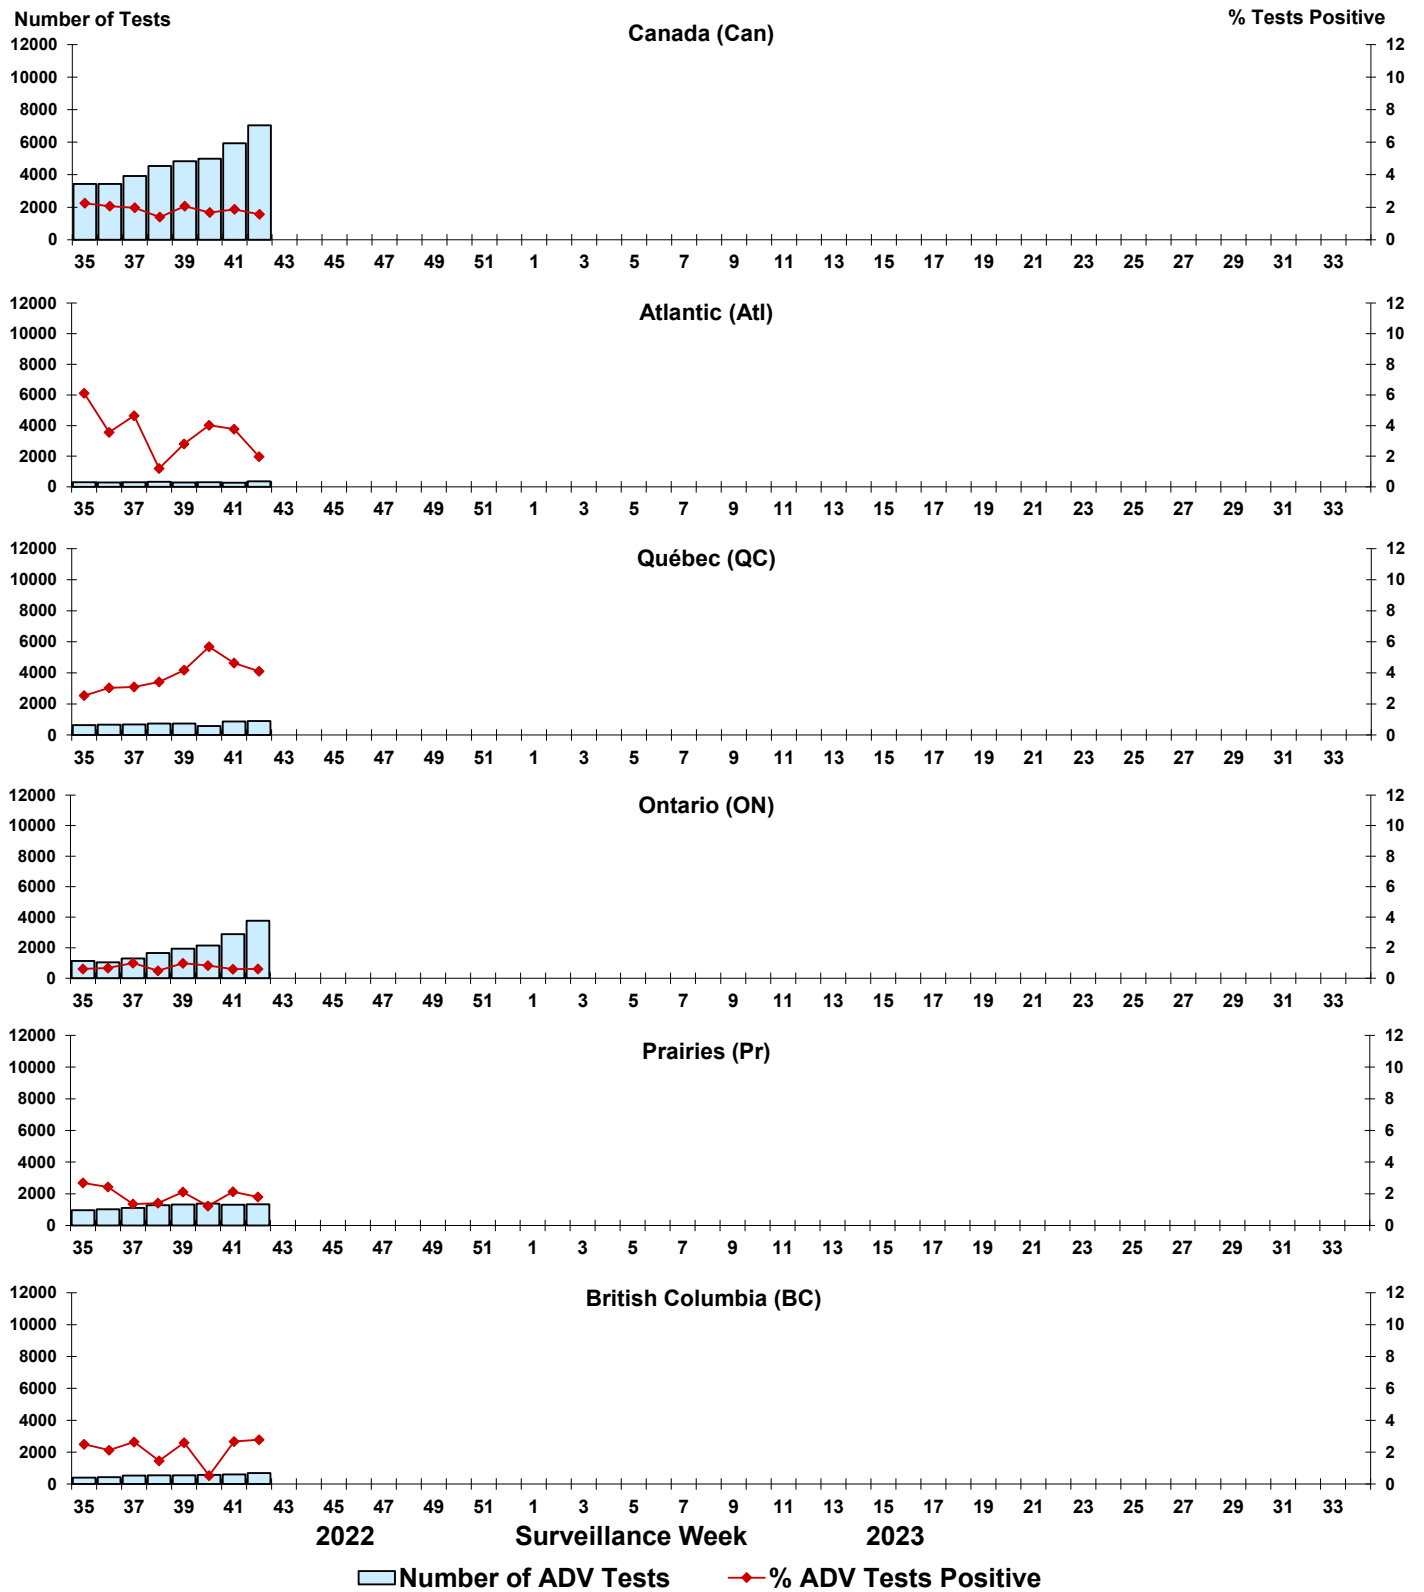 Number of Tests
% Tests Positive
Canada (Can)
12000 12
10000 10
8000 8
6000 6
4000 4
2000 2
0 0
35 37 39 41 43 45 47 49 51 1 3 5 7 9 11 13 15 17 19 21 23 25 27 29 31 33
Atlantic (Atl)
12000 12
10000 10
8000 8
6000 6
4000 4
2000 2
0 0
35 37 39 41 43 45 47 49 51 1 3 5 7 9 11 13 15 17 19 21 23 25 27 29 31 33
Québec (QC)
12000 12
10000 10
8000 8
6000 6
4000 4
2000 2
0 0
35 37 39 41 43 45 47 49 51 1 3 5 7 9 11 13 15 17 19 21 23 25 27 29 31 33
Ontario (ON)
12000 12
10000 10
8000 8
6000 6
4000 4
2000 2
0 0
35 37 39 41 43 45 47 49 51 1 3 5 7 9 11 13 15 17 19 21 23 25 27 29 31 33
Prairies (Pr)
12000 12
10000 10
8000 8
6000 6
4000 4
2000 2
0 0
35 37 39 41 43 45 47 49 51 1 3 5 7 9 11 13 15 17 19 21 23 25 27 29 31 33
British Columbia (BC)
12000 12
10000 10
8000 8
6000 6
4000 4
2000 2
0 0
35 37 39 41 43 45 47 49 51 1 3 5 7 9 11 13 15 17 19 21 23 25 27 29 31 33
2022 Surveillance Week 2023
Number of ADV Tests % ADV Tests Positive